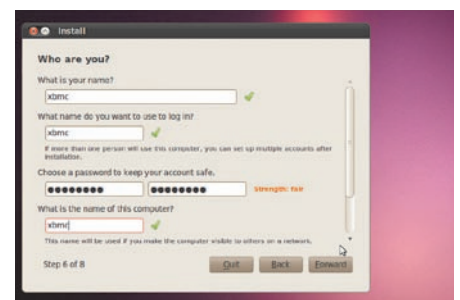 Install
Who are you?
What is your name?
xbmc
What name do you want to use to log in?
xbmc
If more than one person will use this computer, you can set up multiple accounts after
installation.
Choose a password to keep your account safe.
●●●●●●●● ●●●●●●●● Strength: fair
What is the name of this computer?
xbmc
This name will be used if you make the computer visible to others on a network.
Step 6 of 8 Quit Back Forward